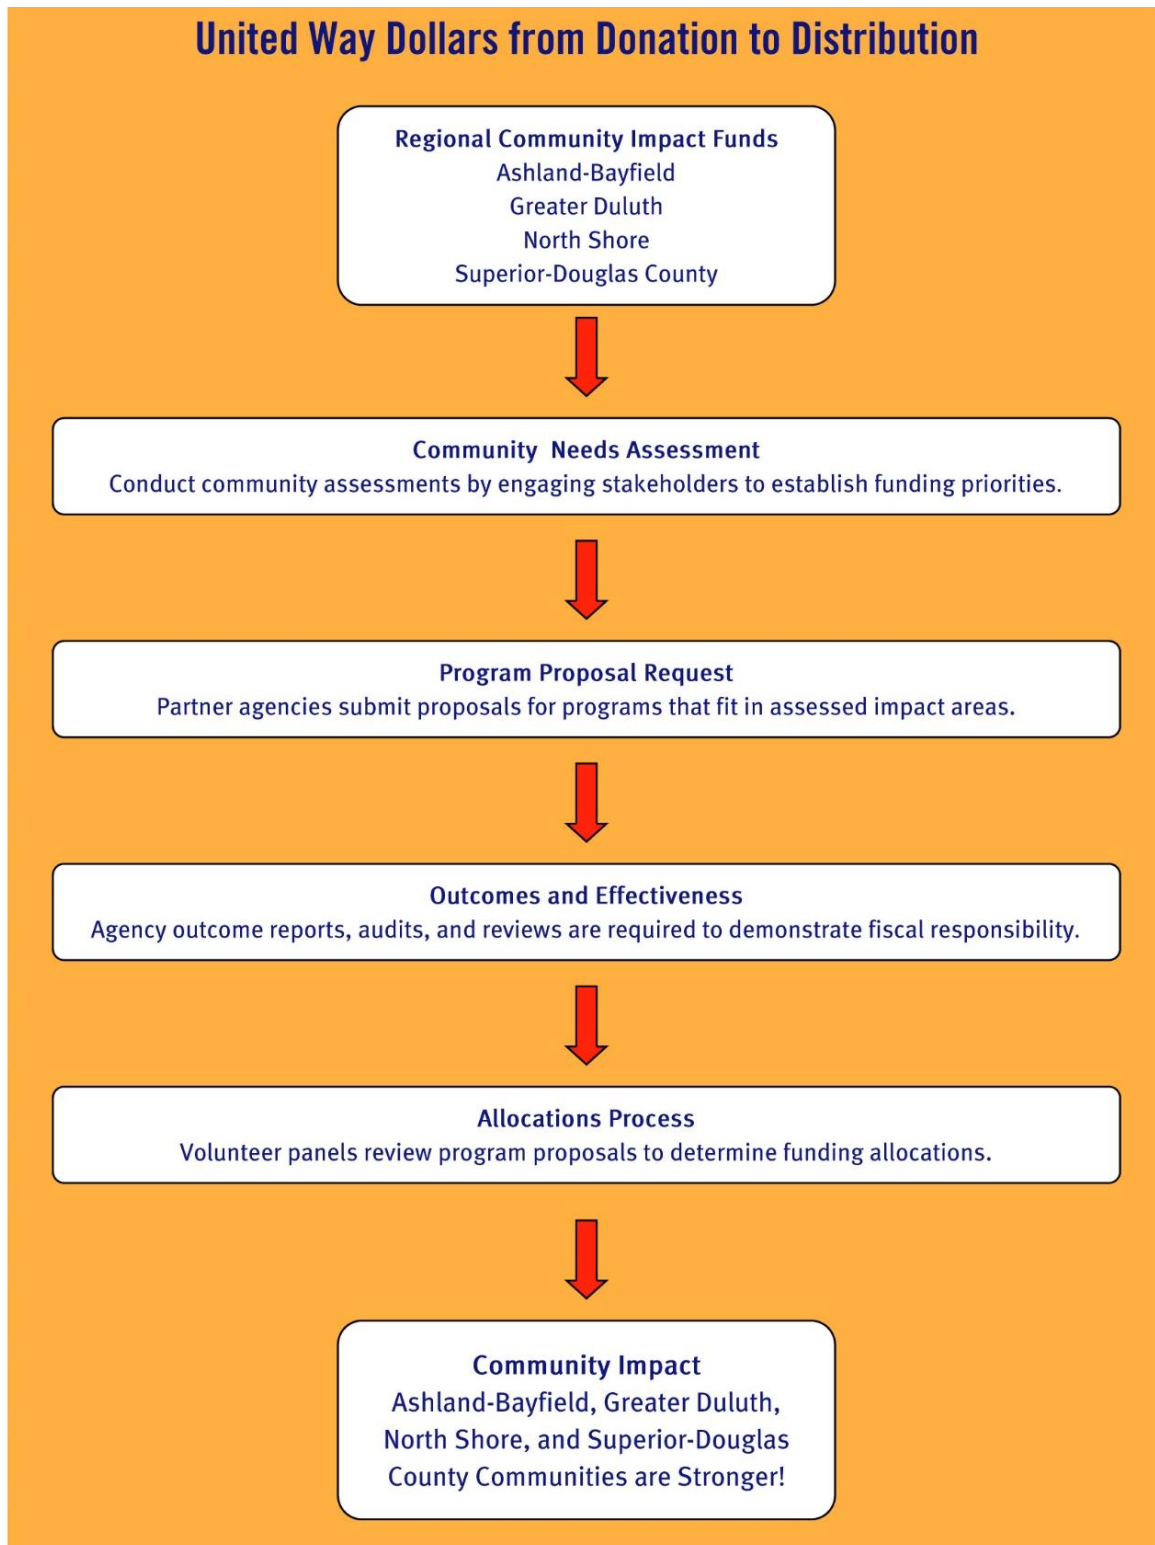 United Way Dollars from Donation to Distribution
Regional Community Impact Funds
Ashland-Bayfield
Greater Duluth
North Shore
Superior-Douglas County
Community  Needs Assessment
Conduct community assessments by engaging stakeholders to establish funding priorities.
Program Proposal Request
Partner agencies submit proposals for programs that fit in assessed impact areas.
Outcomes and Effectiveness
Agency outcome reports, audits, and reviews are required to demonstrate fiscal responsibility.
Allocations Process
Volunteer panels review program proposals to determine funding allocations.
Community Impact
Ashland-Bayfield, Greater Duluth,
North Shore, and Superior-Douglas
County Communities are Stronger!